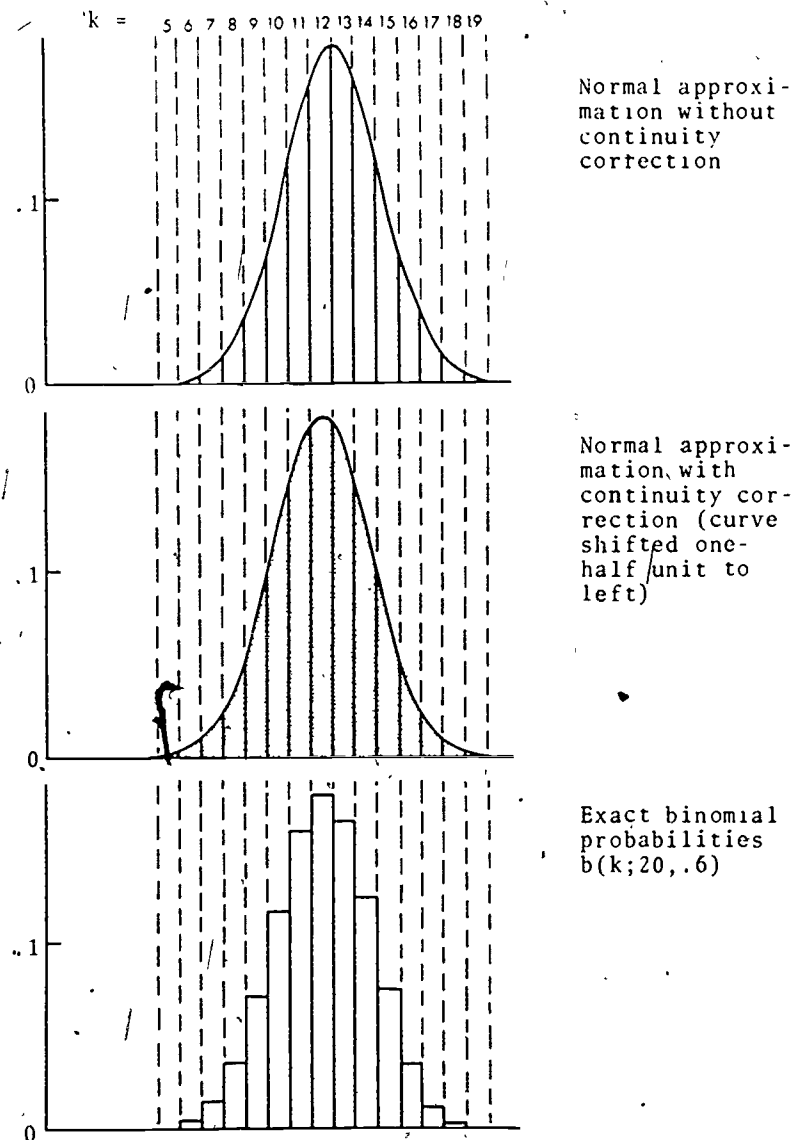 k = 5 6 7 8 9 10 11 12 13 14 15 16 17 18 19
Normal approxi-
mation without
continuity
correction
.1
0
Normal approxi-
mation with
continuity cor-
rection (curve
shifted one-
half unit to
left)
.1
0
Exact binomial
probabilities
b(k;20,.6)
.1
0